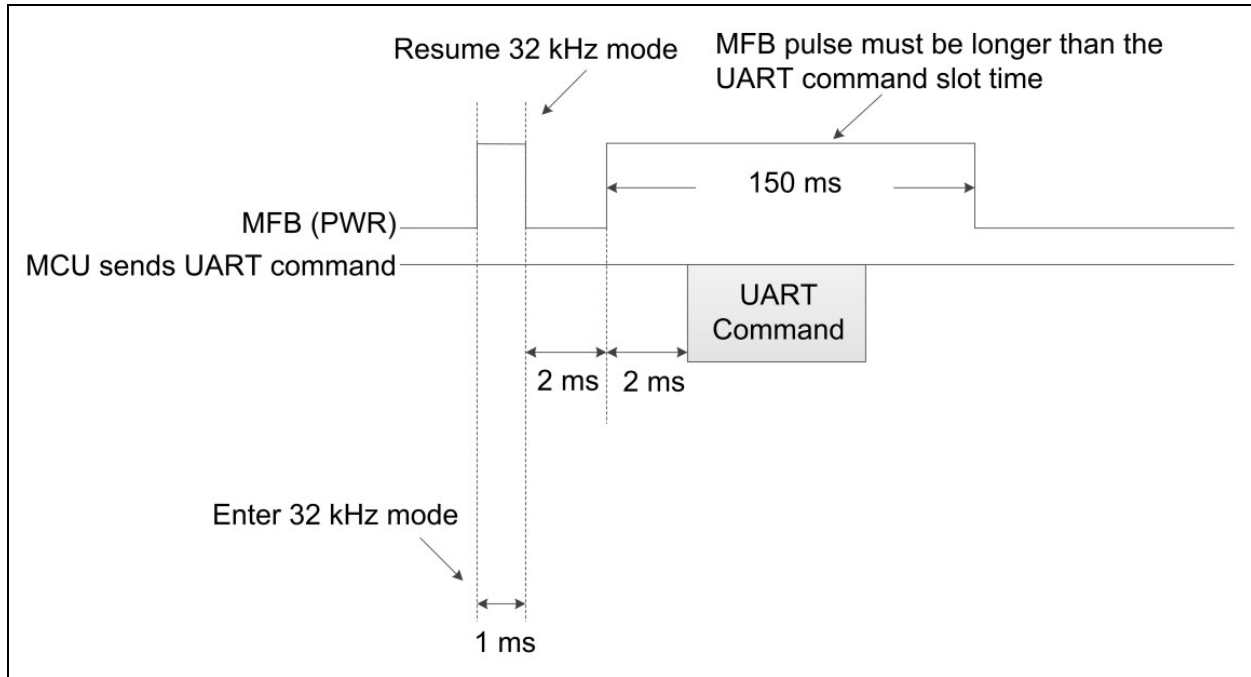 Resume 32 kHz mode
MFB pulse must be longer than the
UART command slot time
150 ms
MFB (PWR)
MCU sends UART command
UART
Command
2 ms
2 ms
Enter 32 kHz mode
1 ms